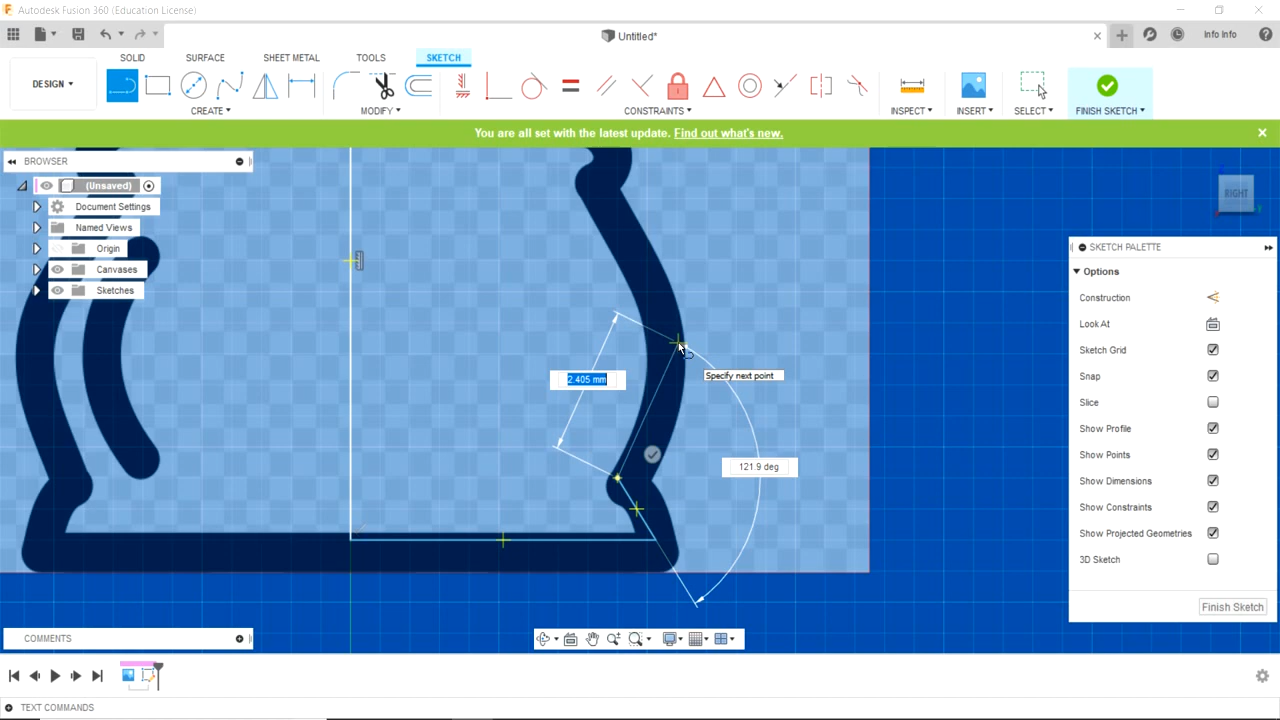 Autodesk Fusion 360 (Education License)
Untitled*
Info Info
DESIGN
SOLID
SURFACE
SHEET METAL
TOOLS
SKETCH
CREATE
MODIFY
CONSTRAINTS
INSPECT
INSERT
SELECT
FINISH SKETCH
You are all set with the latest update. Find out what's new.
BROWSER
(Unsaved)
Document Settings
Named Views
Origin
Canvases
Sketches
RIGHT
2.405 mm
Specify next point
121.9 deg
SKETCH PALETTE
Options
Construction
Look At
Sketch Grid
Snap
Slice
Show Profile
Show Points
Show Dimensions
Show Constraints
Show Projected Geometries
3D Sketch
Finish Sketch
COMMENTS
TEXT COMMANDS